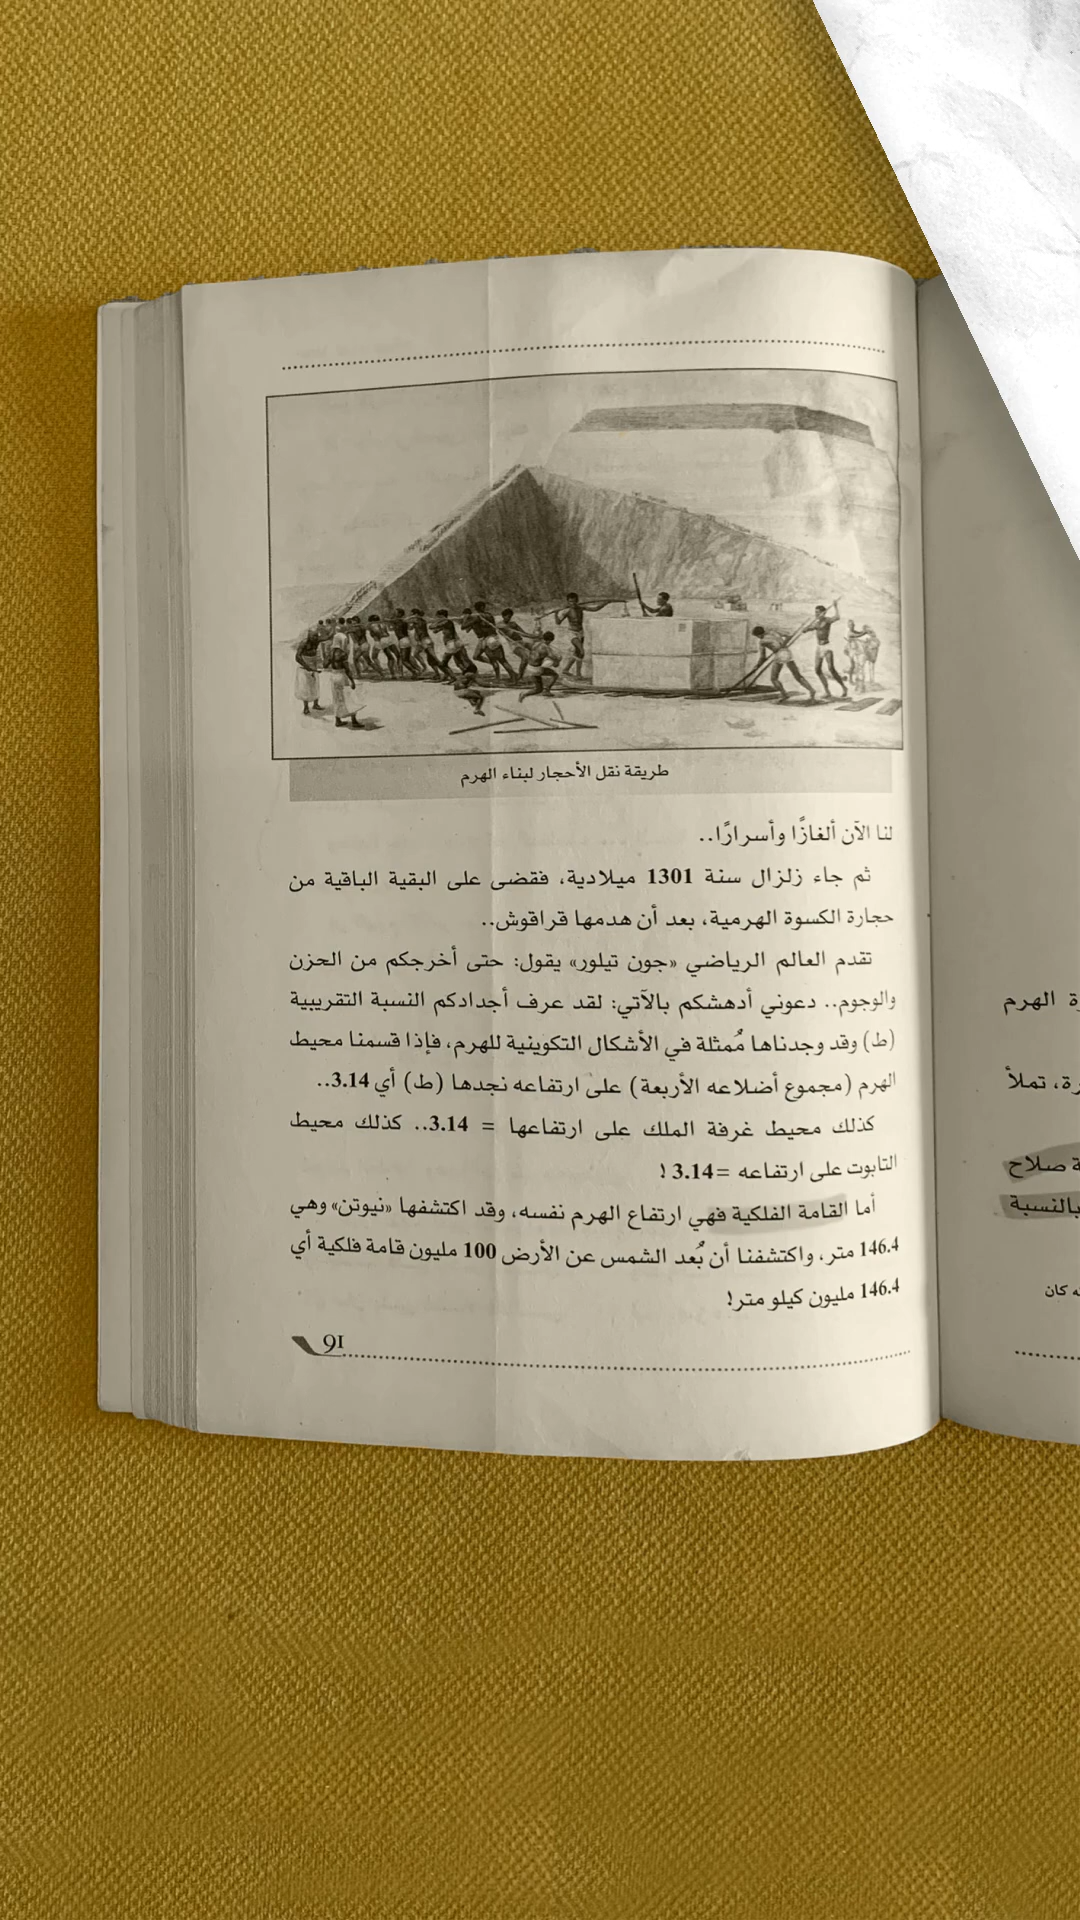 طريقة نقل الأحجار لبناء الهرم
لنا الآن ألغازًا وأسرارًا..
ثم جاء زلزال سنة 1301 ميلادية، فقضى على البقية الباقية من
حجارة الكسوة الهرمية، بعد أن هدمها قراقوش..
تقدم العالم الرياضي «جون تيلور» يقول: حتى أخرجكم من الحزن
والوجوم.. دعوني أدهشكم بالآتي: لقد عرف أجدادكم النسبة التقريبية
(ط) وقد وجدناها مُمثلة في الأشكال التكوينية للهرم، فإذا قسمنا محيط
الهرم (مجموع أضلاعه الأربعة) على ارتفاعه نجدها (ط) أي 3.14..
كذلك محيط غرفة الملك على ارتفاعها = 3.14.. كذلك محيط
التابوت على ارتفاعه =3.14 !
أما القامة الفلكية فهي ارتفاع الهرم نفسه، وقد اكتشفها «نيوتن» وهي
146.4 متر، واكتشفنا أن بُعد الشمس عن الأرض 100 مليون قامة فلكية أي
146.4 مليون كيلو متر!
91
الهرم
تملأ
صلاح
بالنسبة
كان